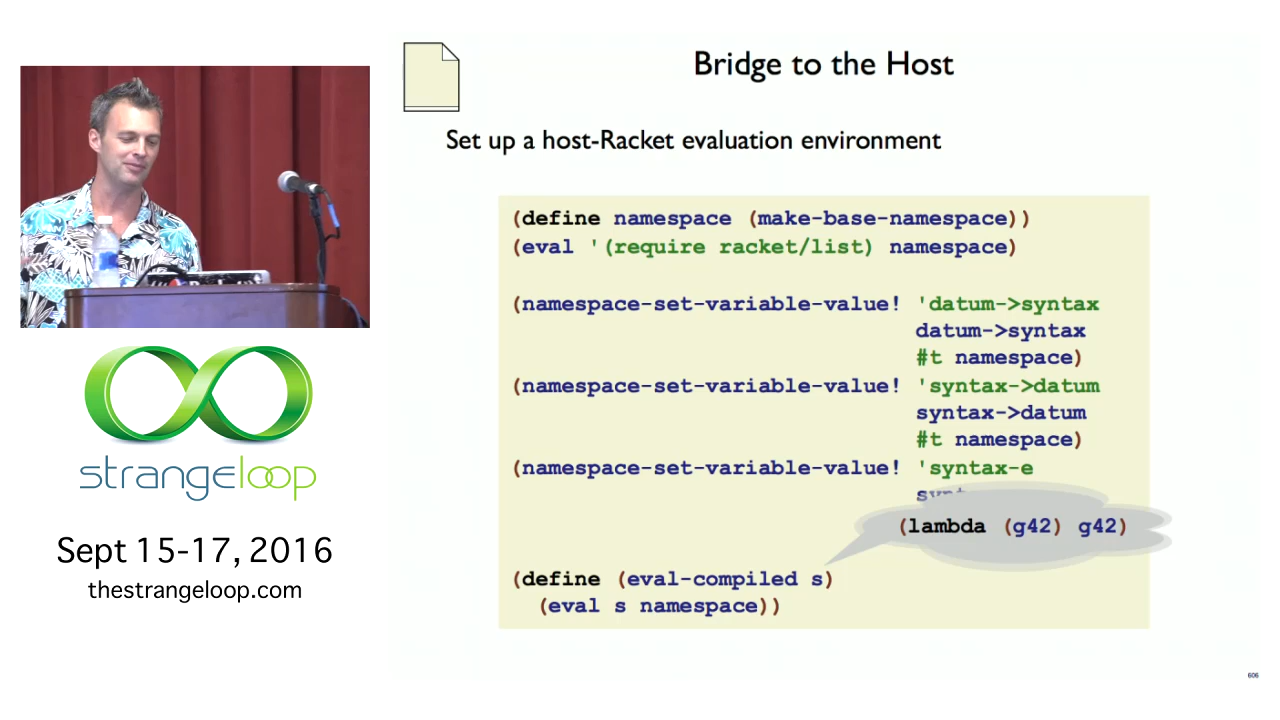 Bridge to the Host
Set up a host-Racket evaluation environment
(define namespace (make-base-namespace))
(eval '(require racket/list) namespace)
(namespace-set-variable-value! 'datum->syntax
datum->syntax
#t namespace)
(namespace-set-variable-value! 'syntax->datum
syntax->datum
#t namespace)
(namespace-set-variable-value! 'syntax-e
(lambda (g42) g42)
(define (eval-compiled s)
(eval s namespace))
606
strangeloop
Sept 15-17, 2016
thestrangeloop.com